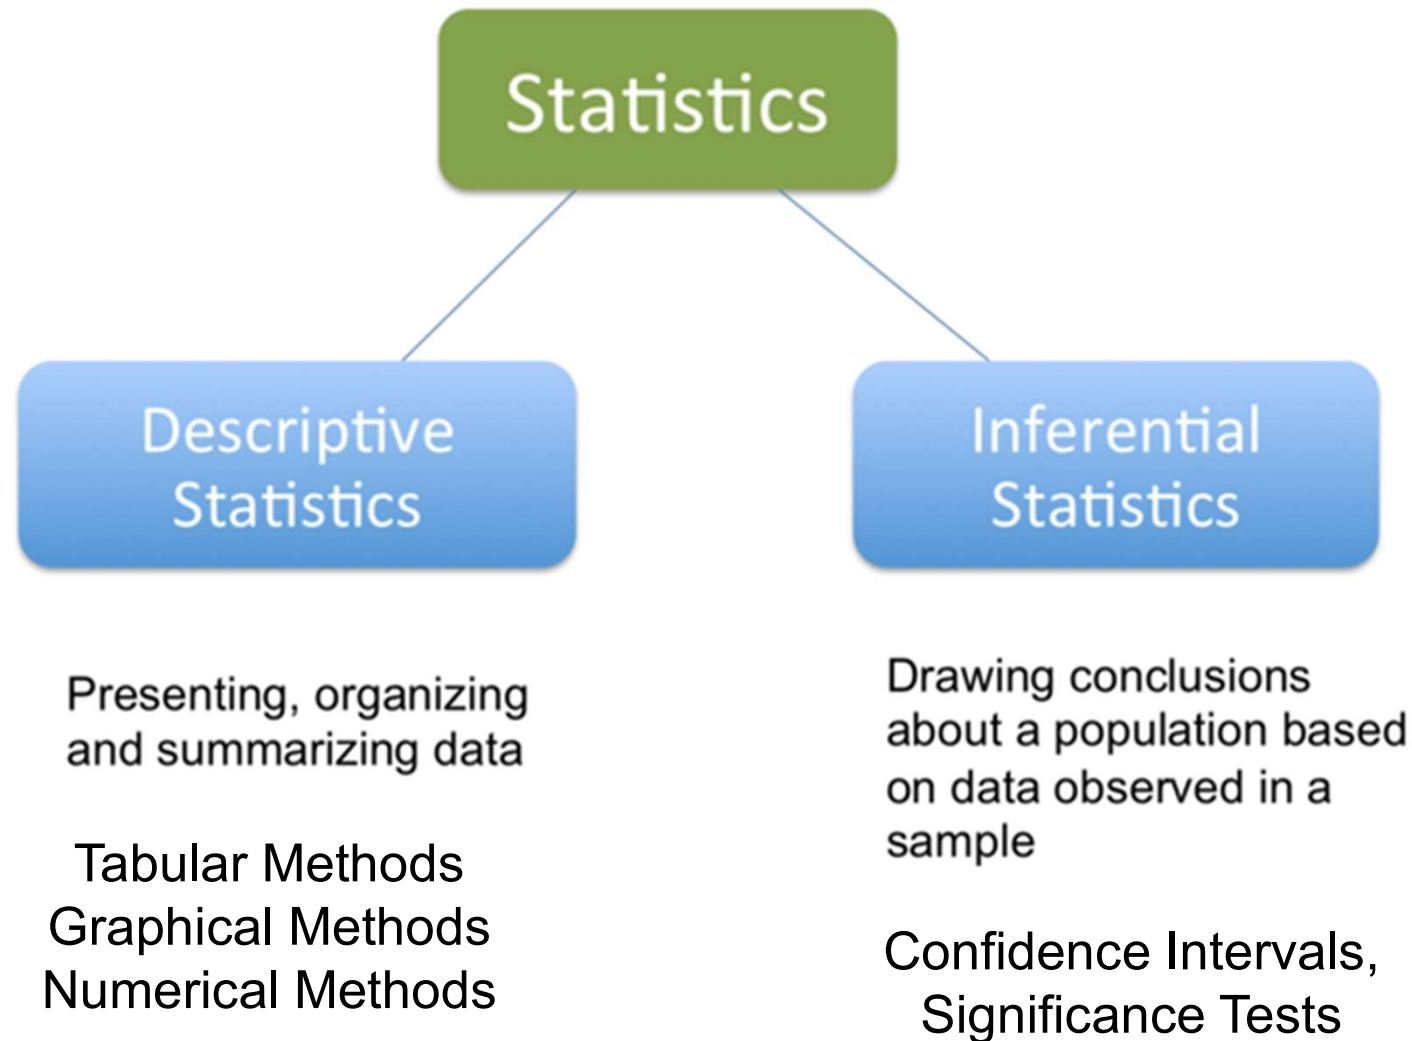 Statistics
Descriptive
Statistics
Presenting, organizing
and summarizing data
Tabular Methods
Graphical Methods
Numerical Methods
Inferential
Statistics
Drawing conclusions
about a population based
on data observed in a
sample
Confidence Intervals,
Significance Tests